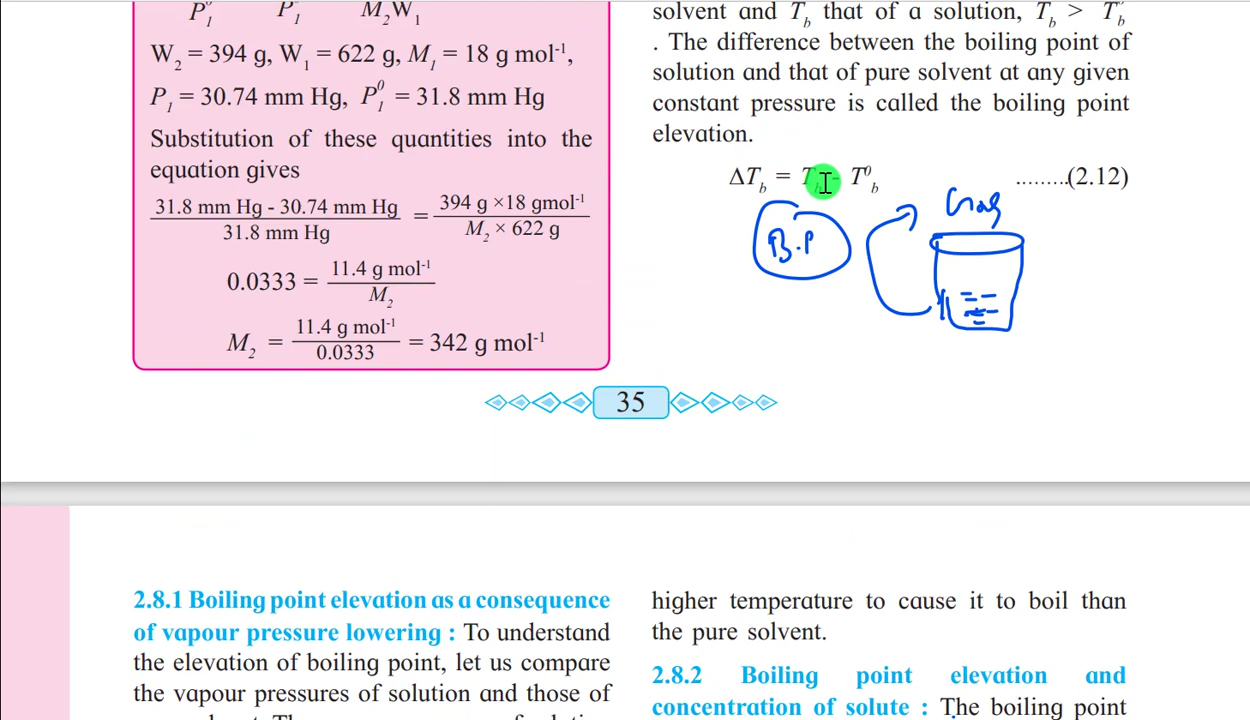 P₁⁰ P₁⁰ M₂W₁
W₂ = 394 g, W₁ = 622 g, M₁ = 18 g mol⁻¹,
P₁ = 30.74 mm Hg, P₁⁰ = 31.8 mm Hg
Substitution of these quantities into the
equation gives
31.8 mm Hg - 30.74 mm Hg / 31.8 mm Hg = 394 g ×18 gmol⁻¹ / M₂ × 622 g
0.0333 = 11.4 g mol⁻¹ / M₂
M₂ = 11.4 g mol⁻¹ / 0.0333 = 342 g mol⁻¹
solvent and T_b that of a solution, T_b > T_b⁰
. The difference between the boiling point of
solution and that of pure solvent at any given
constant pressure is called the boiling point
elevation.
ΔT_b = T_b - T_b⁰ ........(2.12)
B.P
Gas
35
2.8.1 Boiling point elevation as a consequence
of vapour pressure lowering : To understand
the elevation of boiling point, let us compare
the vapour pressures of solution and those of
higher temperature to cause it to boil than
the pure solvent.
2.8.2 Boiling point elevation and
concentration of solute : The boiling point